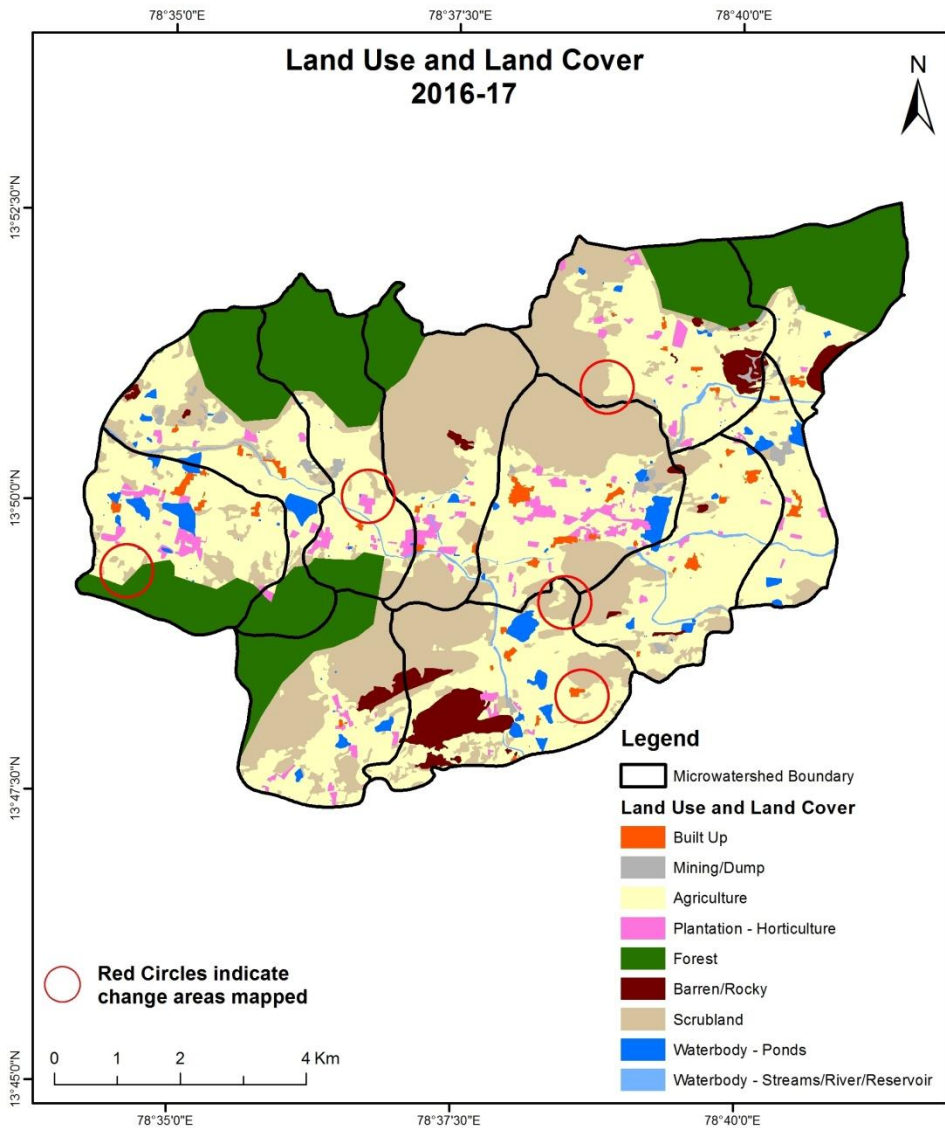 78°35'0"E
78°37'30"E
78°40'0"E
Land Use and Land Cover
2016-17
N
13°52'30"N
13°50'0"N
13°47'30"N
13°45'0"N
Legend
Microwatershed Boundary
Land Use and Land Cover
Built Up
Mining/Dump
Agriculture
Plantation - Horticulture
Forest
Barren/Rocky
Scrubland
Waterbody - Ponds
Waterbody - Streams/River/Reservoir
Red Circles indicate
change areas mapped
0 1 2 4 Km
78°35'0"E
78°37'30"E
78°40'0"E